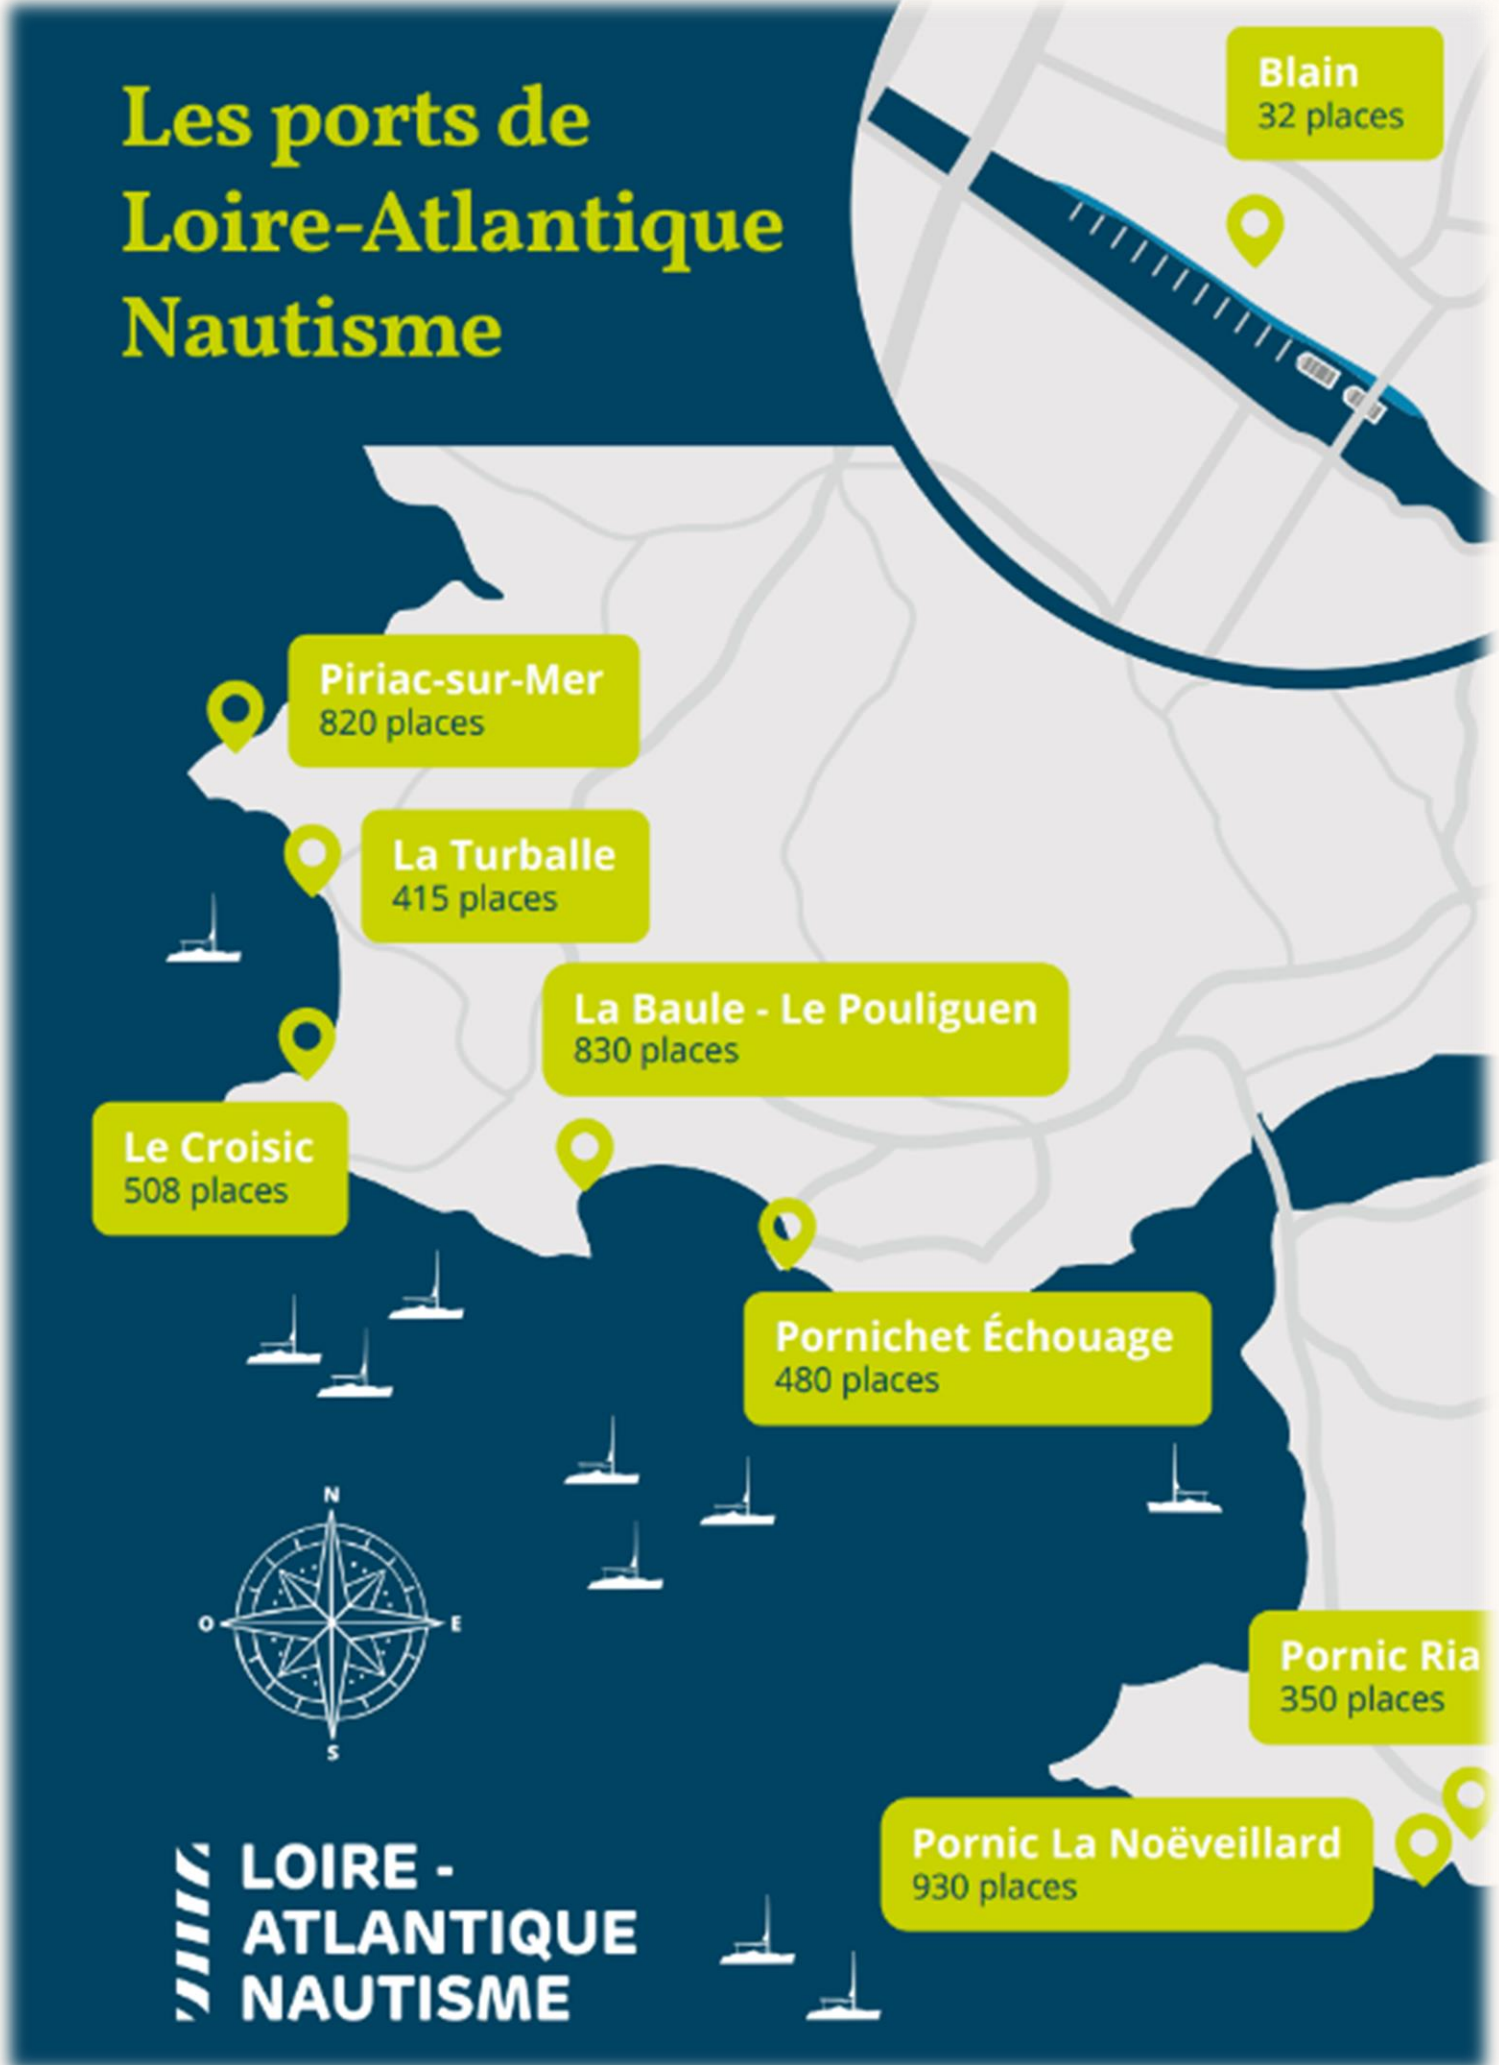 Les ports de
Loire-Atlantique
Nautisme
Blain
32 places
Piriac-sur-Mer
820 places
La Turballe
415 places
La Baule - Le Pouliguen
830 places
Le Croisic
508 places
Pornichet Échouage
480 places
N
O
E
S
Pornic Ria
350 places
Pornic La Noëveillard
930 places
LOIRE -
ATLANTIQUE
NAUTISME